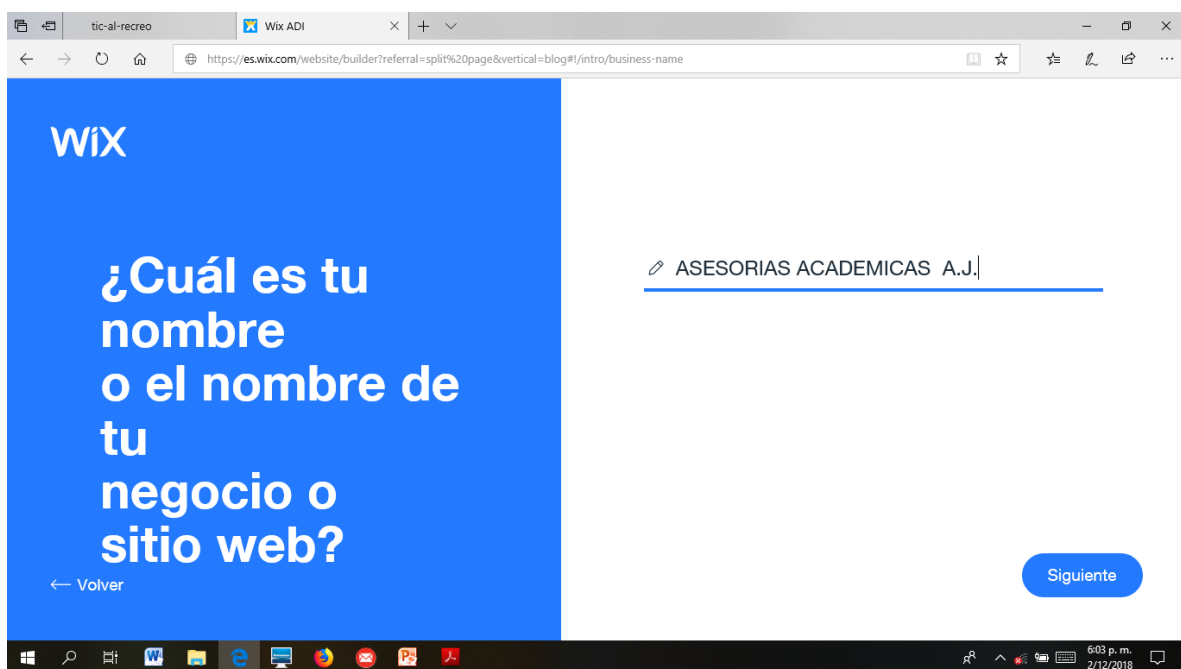 tic-al-recreo
Wix ADI
https://es.wix.com/website/builder?referral=split%20page&vertical=blog#!/intro/business-name
WiX
¿Cuál es tu
nombre
o el nombre de
tu
negocio o
sitio web?
ASESORIAS ACADEMICAS  A.J.
← Volver
Siguiente
6:03 p. m.
2/12/2018